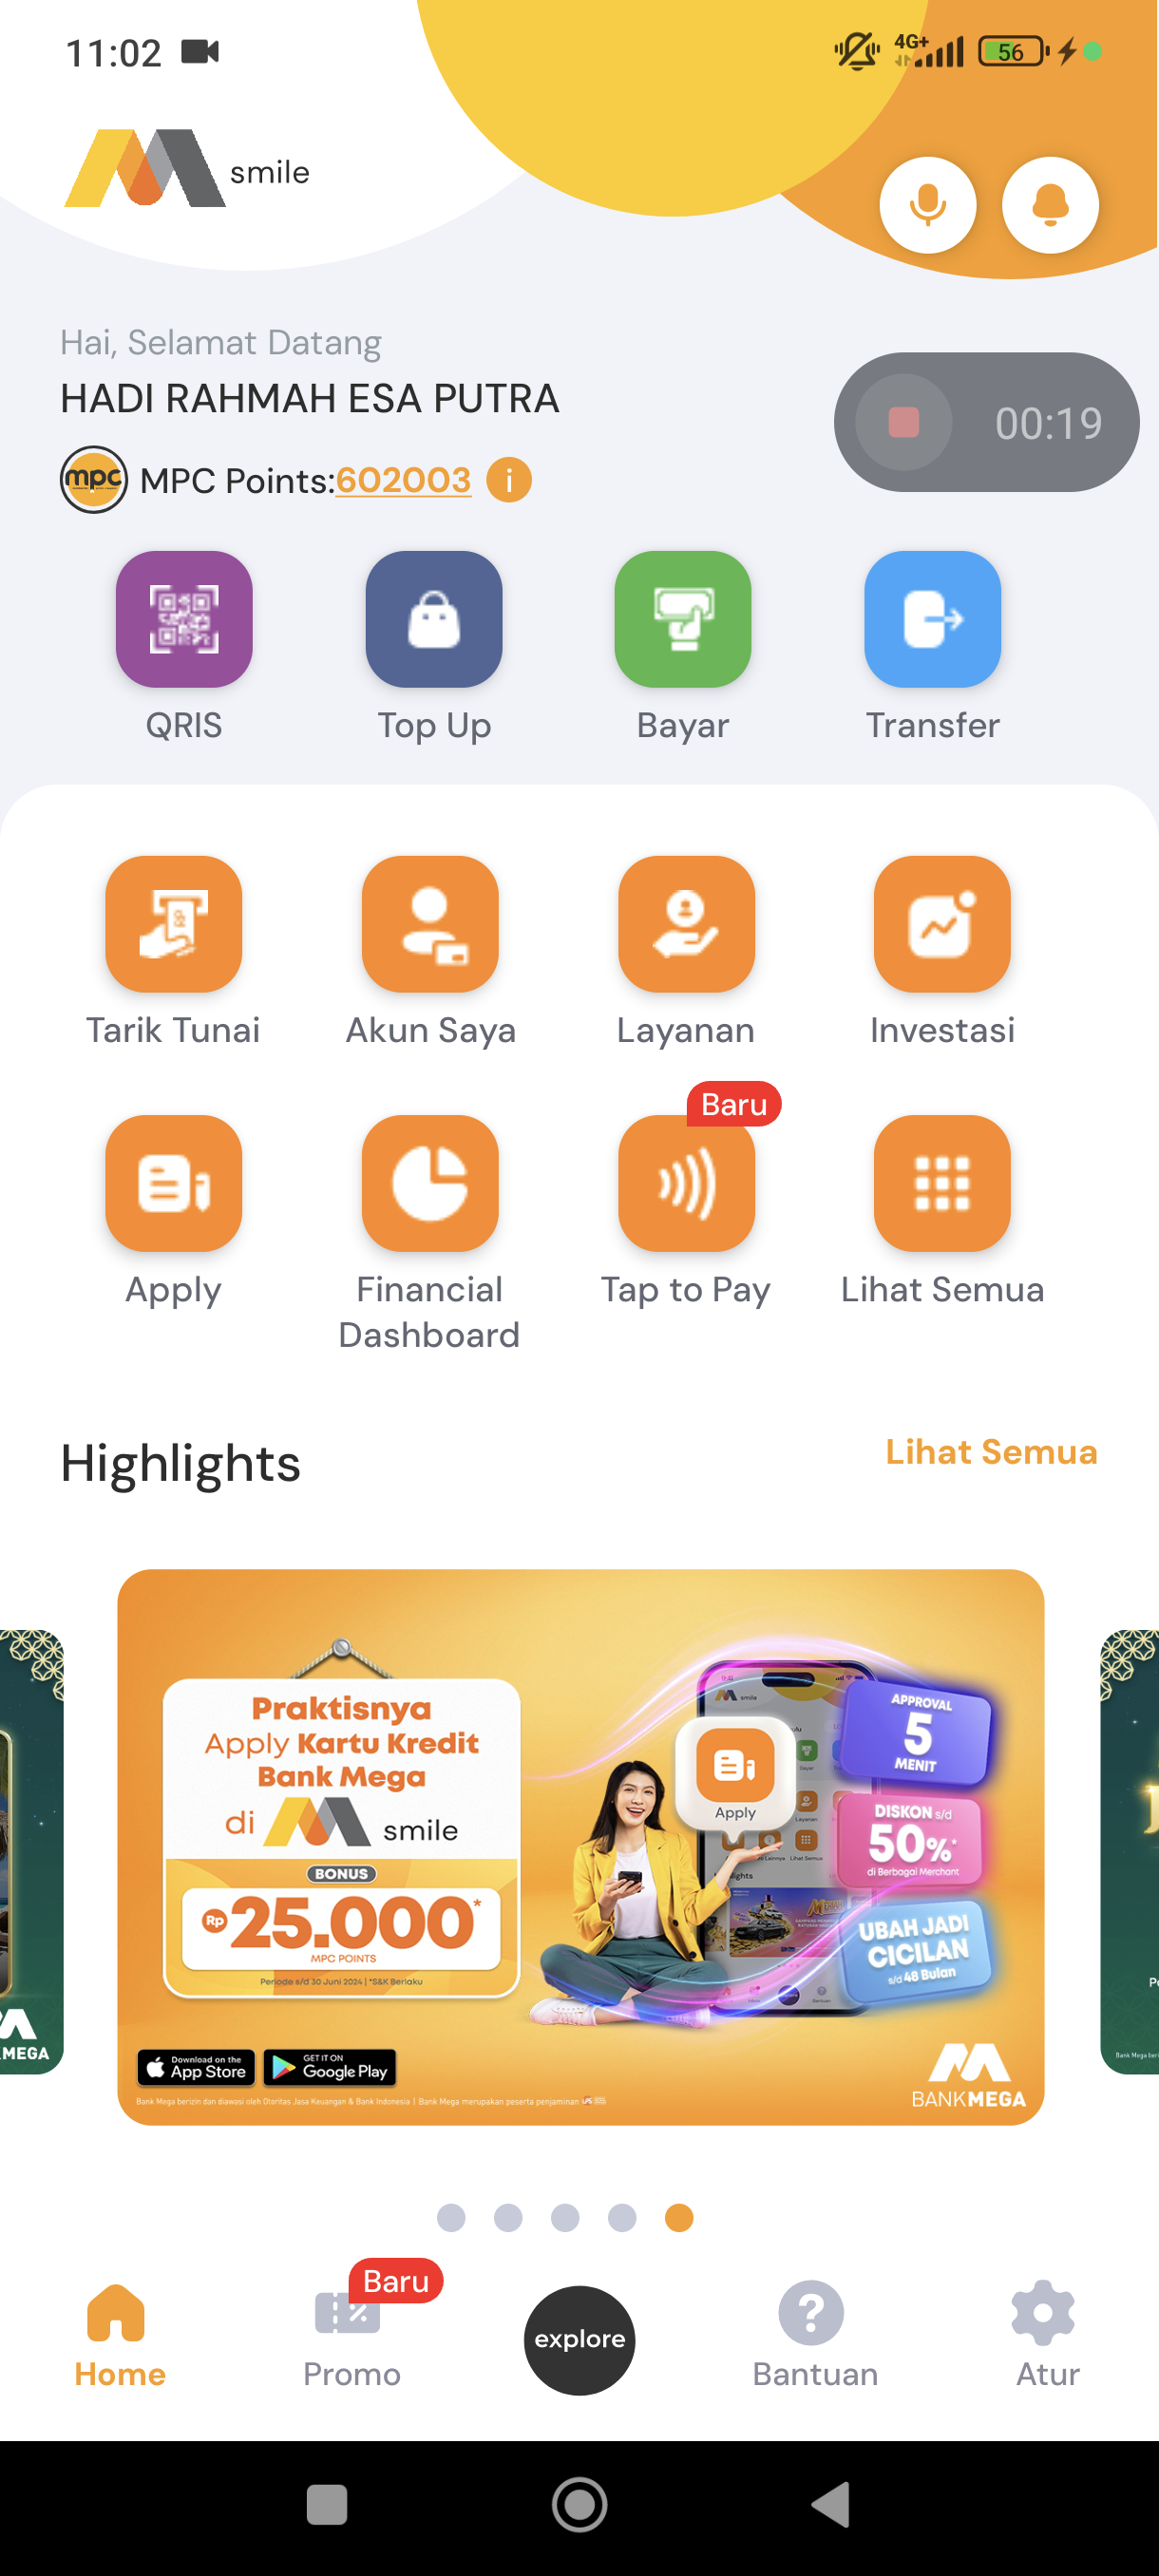 11:02
4G+
56
smile
Hai, Selamat Datang
HADI RAHMAH ESA PUTRA
00:19
mpc
MPC Points:602003
i
QRIS
Top Up
Bayar
Transfer
Tarik Tunai
Akun Saya
Layanan
Investasi
Baru
Apply
Financial
Dashboard
Tap to Pay
Lihat Semua
Highlights
Lihat Semua
Praktisnya
Apply Kartu Kredit
Bank Mega
di smile
BONUS
Rp 25.000*
MPC POINTS
Periode s/d 30 Juni 2024 | *S&K Berlaku
smile
Apply
APPROVAL
5
MENIT
DISKON s/d
50%*
di Berbagai Merchant
UBAH JADI
CICILAN
s/d 48 Bulan
Download on the
App Store
GET IT ON
Google Play
Bank Mega berizin dan diawasi oleh Otoritas Jasa Keuangan & Bank Indonesia | Bank Mega merupakan peserta penjaminan
BANKMEGA
MEGA
Baru
Home
Promo
explore
Bantuan
Atur